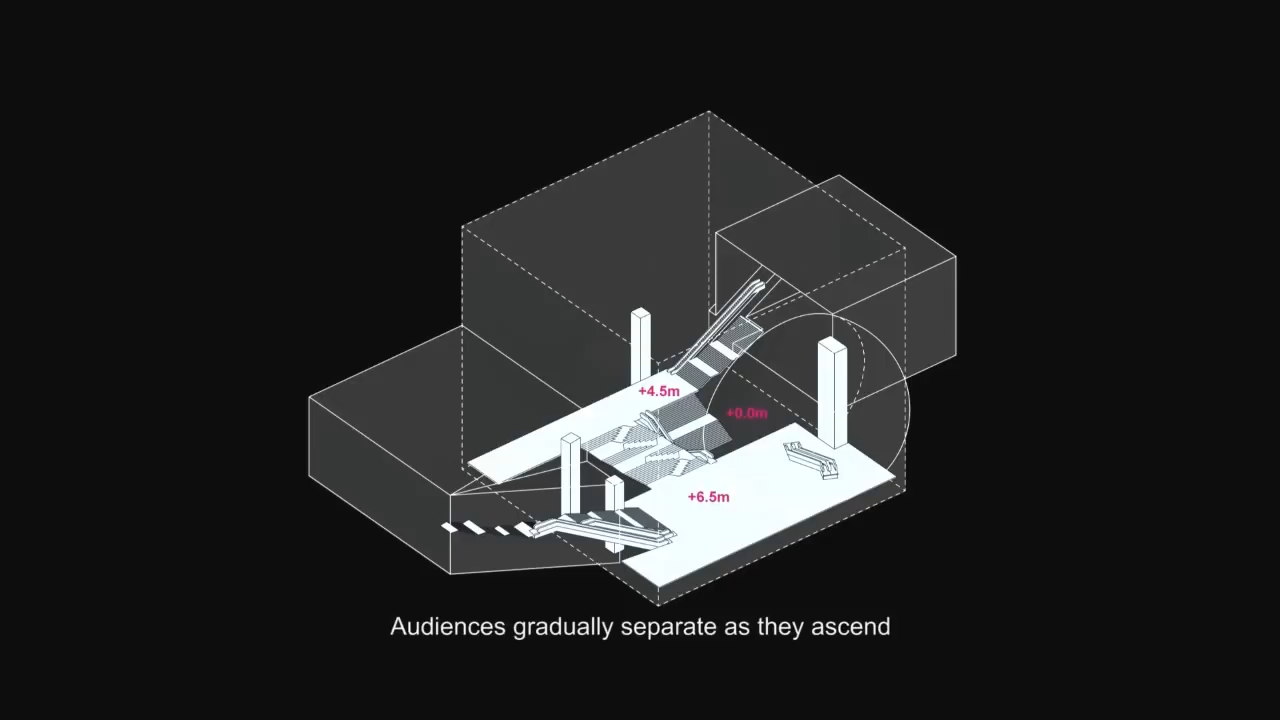 +4.5m
+0.0m
+6.5m
Audiences gradually separate as they ascend